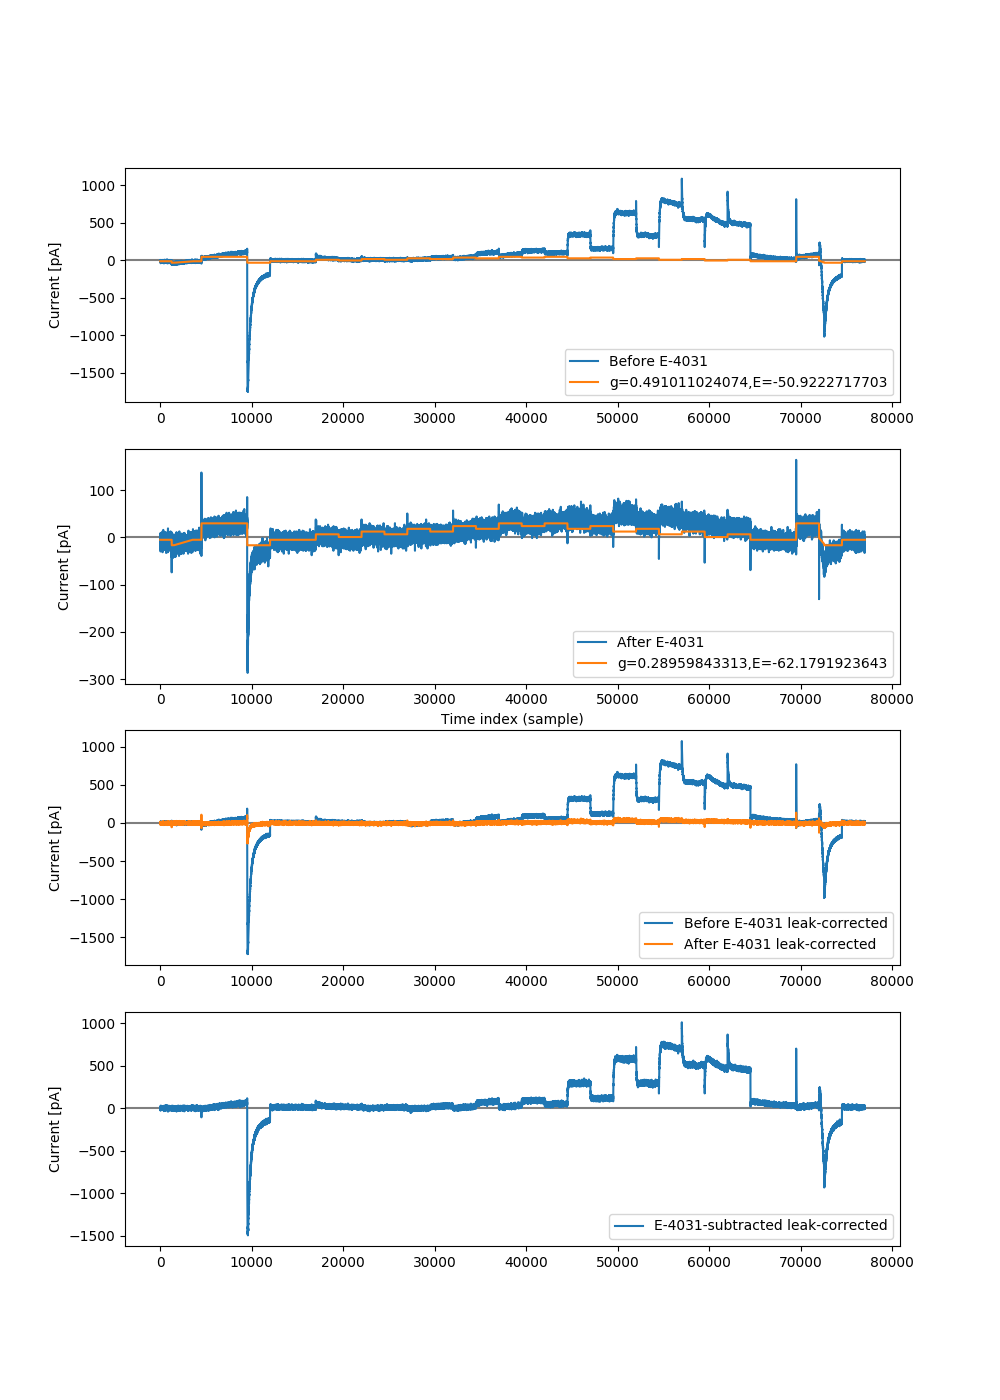 1000
500
0
−500
−1000
−1500
Current [pA]
Before E-4031
g=0.491011024074,E=-50.9222717703
0 10000 20000 30000 40000 50000 60000 70000 80000
100
0
−100
−200
−300
Current [pA]
After E-4031
g=0.28959843313,E=-62.1791923643
0 10000 20000 30000 40000 50000 60000 70000 80000
Time index (sample)
1000
500
0
−500
−1000
−1500
Current [pA]
Before E-4031 leak-corrected
After E-4031 leak-corrected
0 10000 20000 30000 40000 50000 60000 70000 80000
1000
500
0
−500
−1000
−1500
Current [pA]
E-4031-subtracted leak-corrected
0 10000 20000 30000 40000 50000 60000 70000 80000